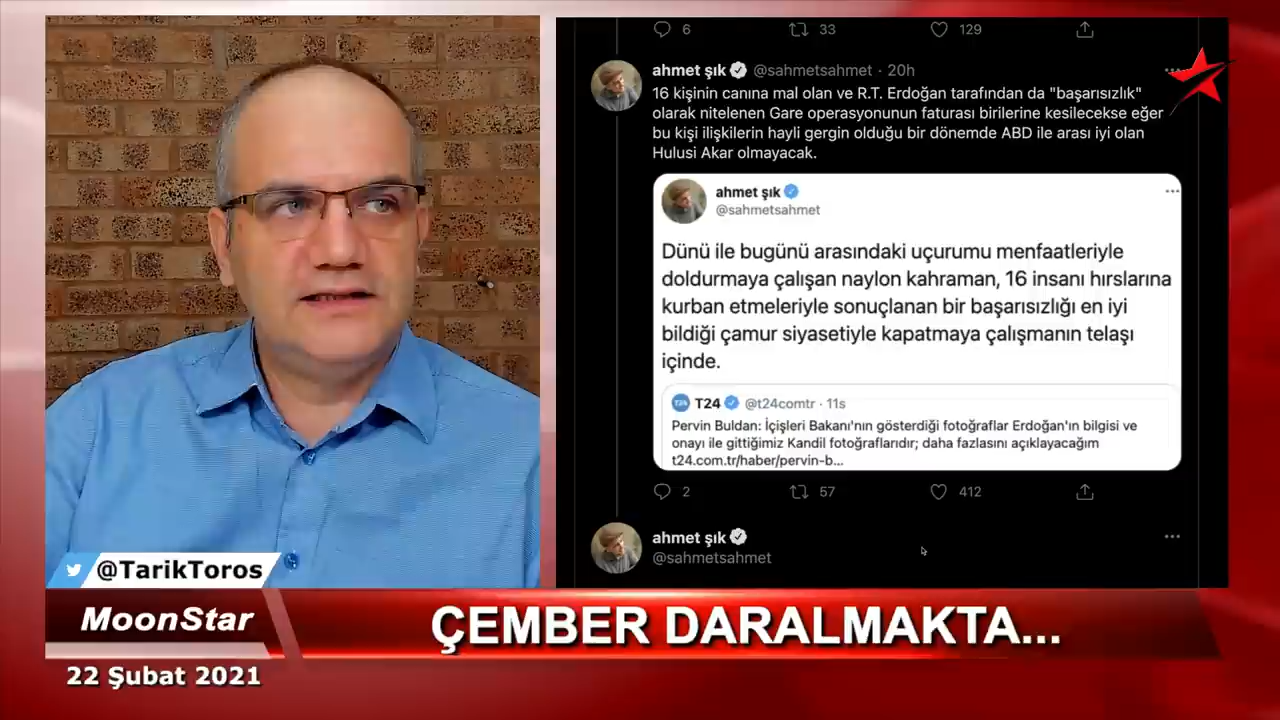 6 33 129
ahmet şık @sahmetsahmet · 20h
16 kişinin canına mal olan ve R.T. Erdoğan tarafından da "başarısızlık"
olarak nitelenen Gare operasyonunun faturası birilerine kesilecekse eğer
bu kişi ilişkilerin hayli gergin olduğu bir dönemde ABD ile arası iyi olan
Hulusi Akar olmayacak.
ahmet şık
@sahmetsahmet
Dünü ile bugünü arasındaki uçurumu menfaatleriyle
doldurmaya çalışan naylon kahraman, 16 insanı hırslarına
kurban etmeleriyle sonuçlanan bir başarısızlığı en iyi
bildiği çamur siyasetiyle kapatmaya çalışmanın telaşı
içinde.
T24 T24 @t24comtr · 11s
Pervin Buldan: İçişleri Bakanı'nın gösterdiği fotoğraflar Erdoğan'ın bilgisi ve
onayı ile gittiğimiz Kandil fotoğraflarıdır; daha fazlasını açıklayacağım
t24.com.tr/haber/pervin-b...
2 57 412
ahmet şık
@sahmetsahmet
@TarikToros
MoonStar
ÇEMBER DARALMAKTA...
22 Şubat 2021